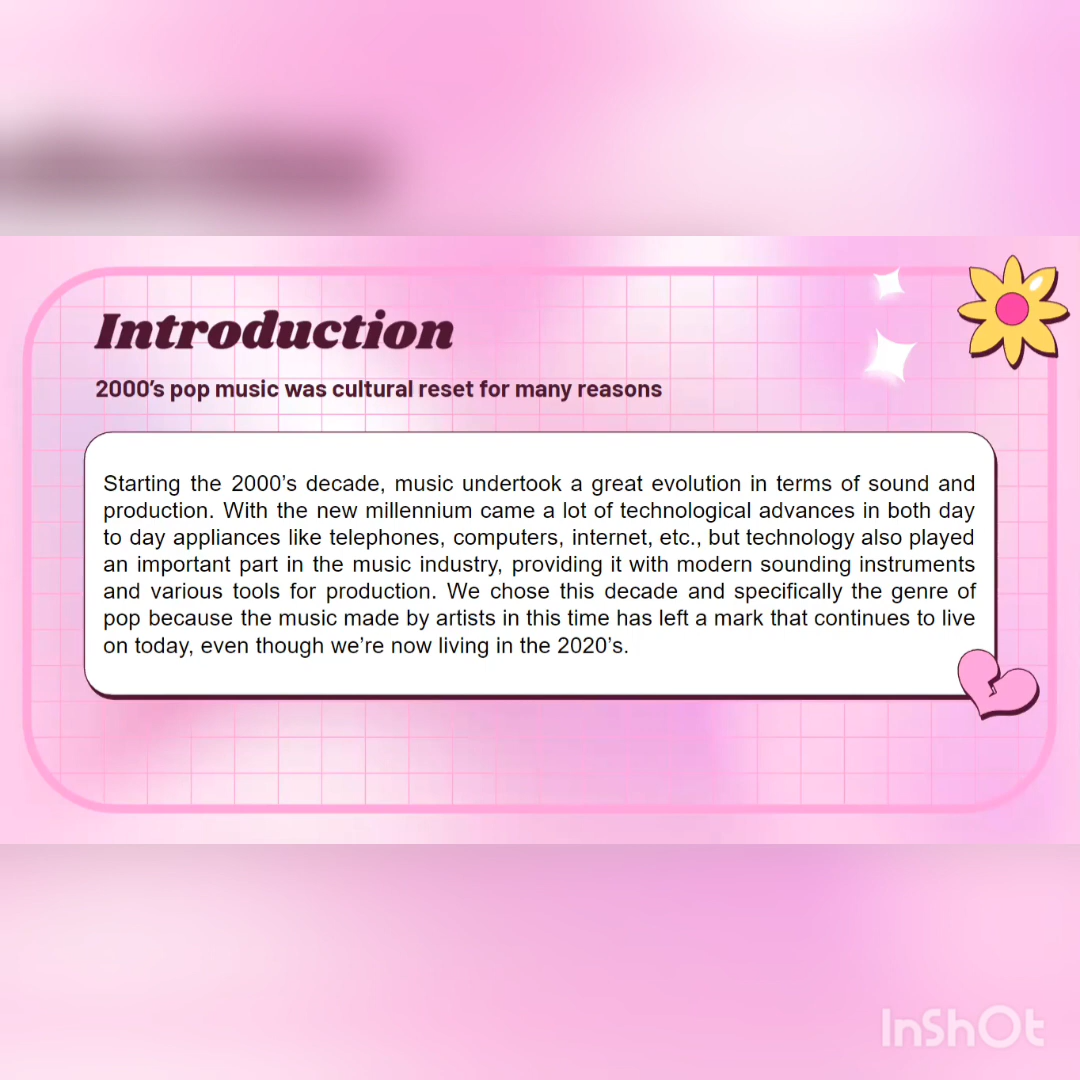 Introduction
2000's pop music was cultural reset for many reasons
Starting the 2000's decade, music undertook a great evolution in terms of sound and
production. With the new millennium came a lot of technological advances in both day
to day appliances like telephones, computers, internet, etc., but technology also played
an important part in the music industry, providing it with modern sounding instruments
and various tools for production. We chose this decade and specifically the genre of
pop because the music made by artists in this time has left a mark that continues to live
on today, even though we're now living in the 2020's.
InShOt